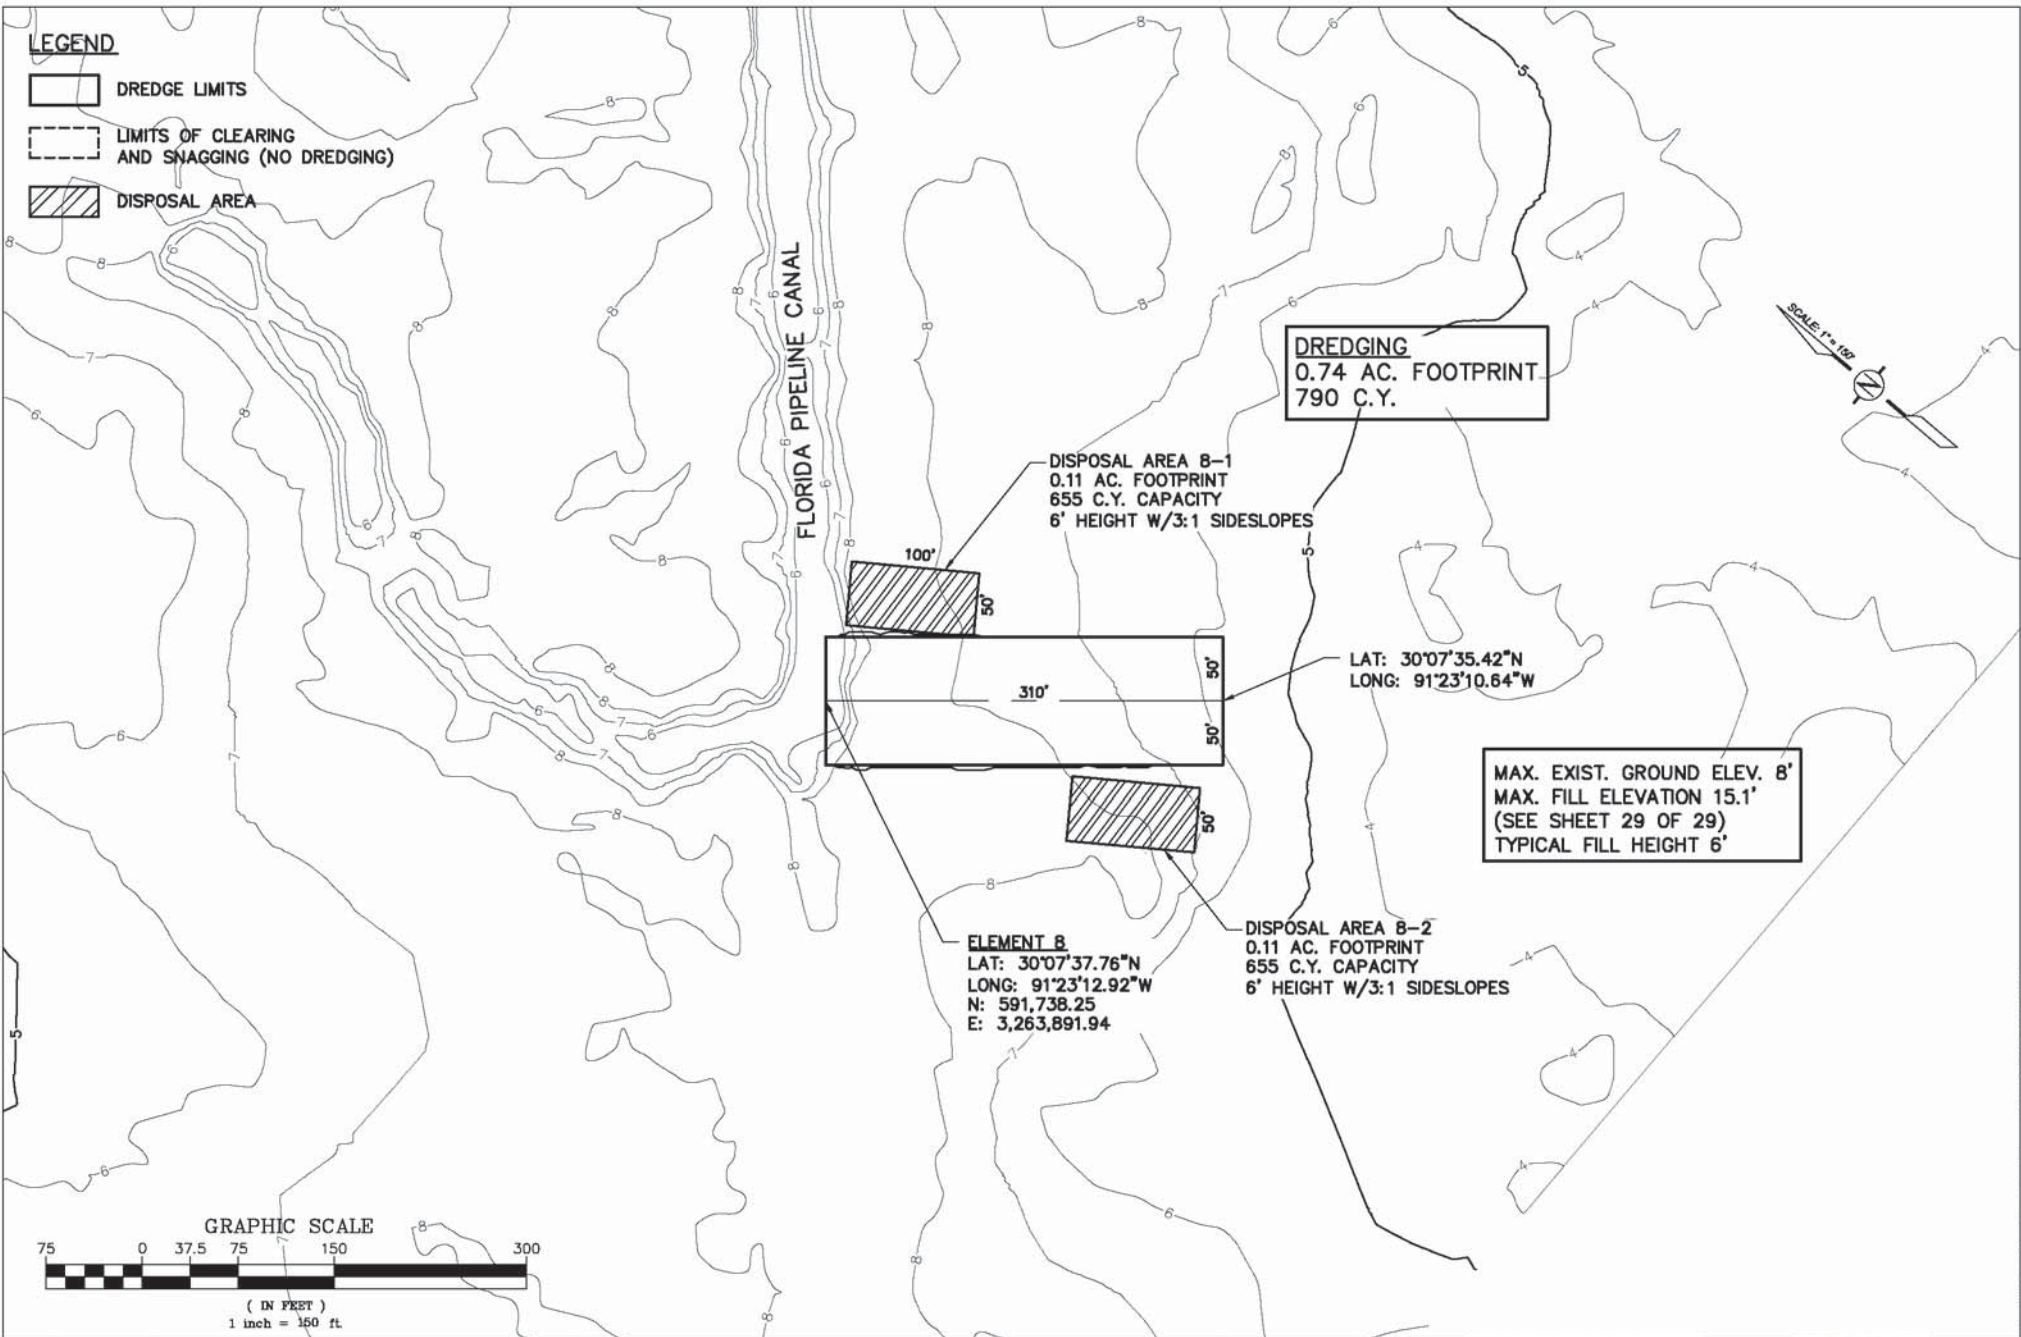 LEGEND
DREDGE LIMITS
LIMITS OF CLEARING
AND SNAGGING (NO DREDGING)
DISPOSAL AREA
FLORIDA PIPELINE CANAL
SCALE: 1" = 150'
N
DREDGING
0.74 AC. FOOTPRINT
790 C.Y.
DISPOSAL AREA 8-1
0.11 AC. FOOTPRINT
655 C.Y. CAPACITY
6' HEIGHT W/3:1 SIDESLOPES
100'
50'
310'
50'
50'
LAT: 30°07'35.42"N
LONG: 91°23'10.64"W
MAX. EXIST. GROUND ELEV. 8'
MAX. FILL ELEVATION 15.1'
(SEE SHEET 29 OF 29)
TYPICAL FILL HEIGHT 6'
50'
DISPOSAL AREA 8-2
0.11 AC. FOOTPRINT
655 C.Y. CAPACITY
6' HEIGHT W/3:1 SIDESLOPES
ELEMENT 8
LAT: 30°07'37.76"N
LONG: 91°23'12.92"W
N: 591,738.25
E: 3,263,891.94
GRAPHIC SCALE
75 0 37.5 75 150 300
( IN FEET )
1 inch = 150 ft.